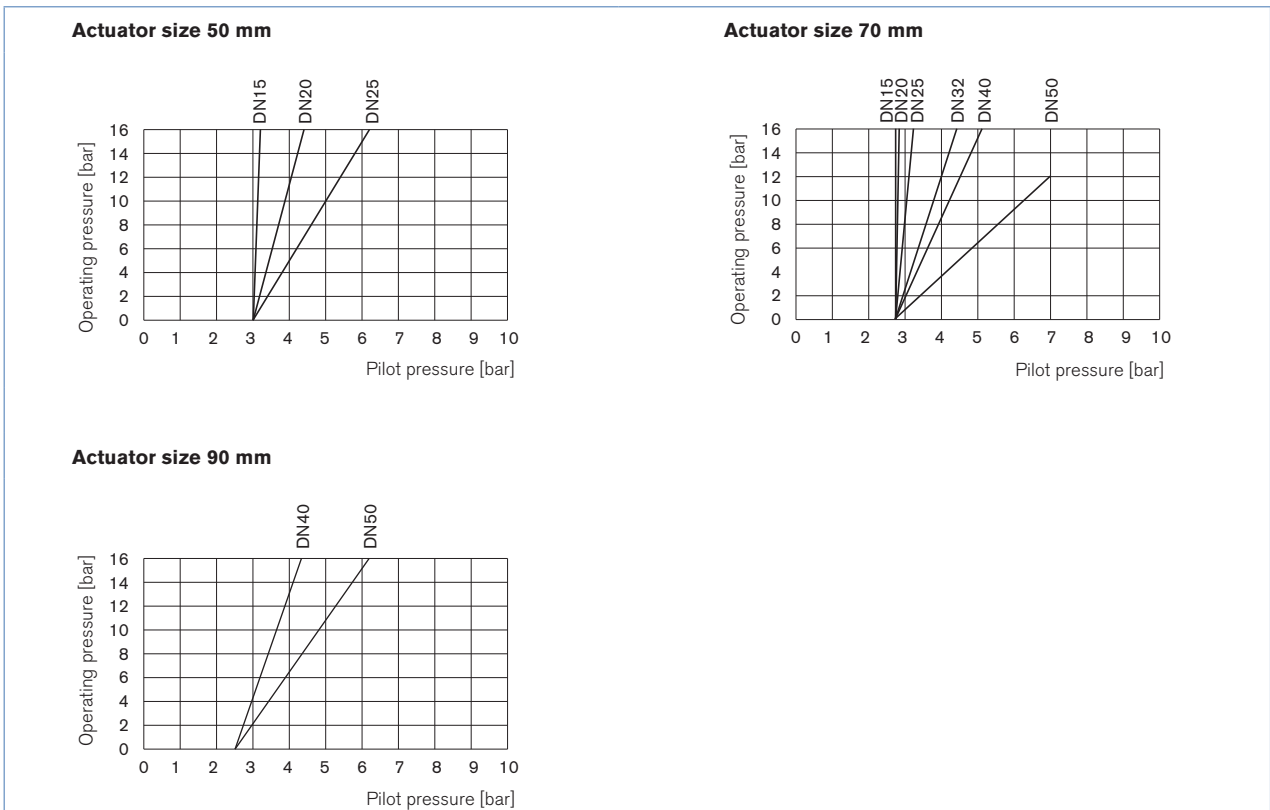 Actuator size 50 mm
DN15
DN20
DN25
Operating pressure [bar]
16
14
12
10
8
6
4
2
0
0 1 2 3 4 5 6 7 8 9 10
Pilot pressure [bar]
Actuator size 70 mm
DN15
DN20
DN25
DN32
DN40
DN50
Operating pressure [bar]
16
14
12
10
8
6
4
2
0
0 1 2 3 4 5 6 7 8 9 10
Pilot pressure [bar]
Actuator size 90 mm
DN40
DN50
Operating pressure [bar]
16
14
12
10
8
6
4
2
0
0 1 2 3 4 5 6 7 8 9 10
Pilot pressure [bar]